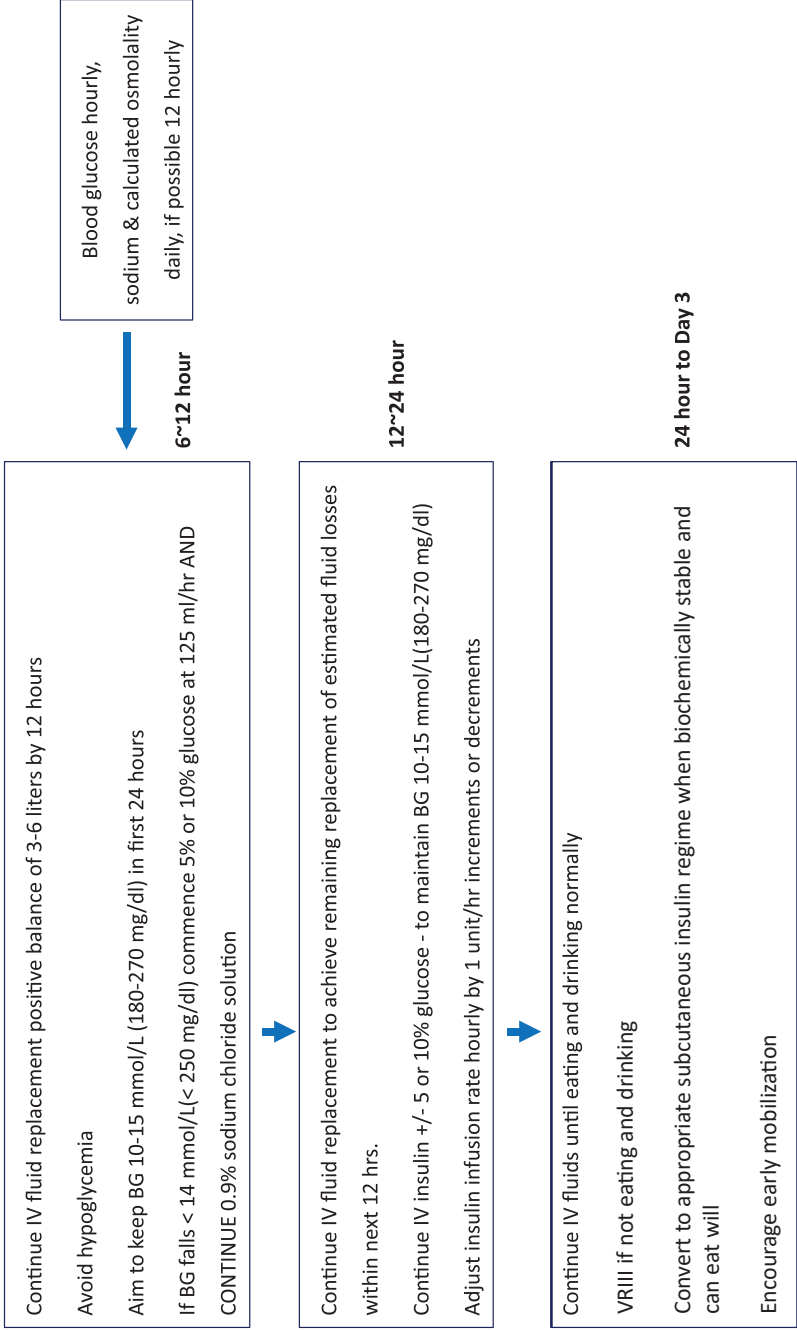 Continue IV fluid replacement positive balance of 3-6 liters by 12 hours
Avoid hypoglycemia
Aim to keep BG 10-15 mmol/L (180-270 mg/dl) in first 24 hours
If BG falls < 14 mmol/L(< 250 mg/dl) commence 5% or 10% glucose at 125 ml/hr AND
CONTINUE 0.9% sodium chloride solution
6~12 hour
Blood glucose hourly,
sodium & calculated osmolality
daily, if possible 12 hourly
Continue IV fluid replacement to achieve remaining replacement of estimated fluid losses
within next 12 hrs.
Continue IV insulin +/- 5 or 10% glucose - to maintain BG 10-15 mmol/L(180-270 mg/dl)
Adjust insulin infusion rate hourly by 1 unit/hr increments or decrements
12~24 hour
Continue IV fluids until eating and drinking normally
VRIII if not eating and drinking
Convert to appropriate subcutaneous insulin regime when biochemically stable and
can eat will
Encourage early mobilization
24 hour to Day 3